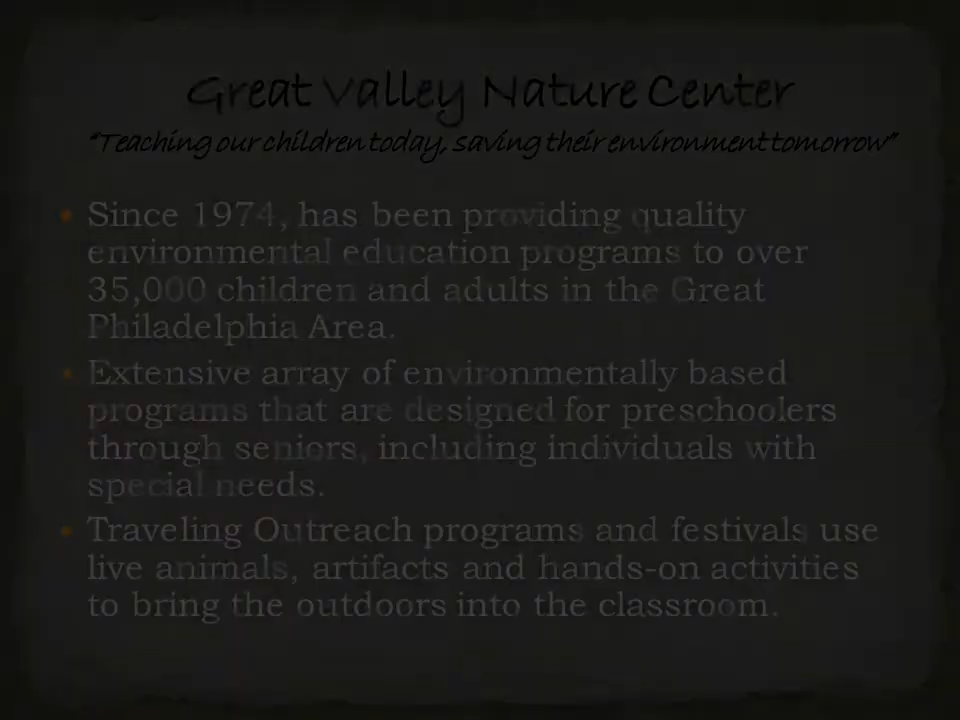 Great Valley Nature Center
"Teaching our children today, saving their environment tomorrow"
• Since 1974, has been providing quality
environmental education programs to over
35,000 children and adults in the Great
Philadelphia Area.
• Extensive array of environmentally based
programs that are designed for preschoolers
through seniors, including individuals with
special needs.
• Traveling Outreach programs and festivals use
live animals, artifacts and hands-on activities
to bring the outdoors into the classroom.